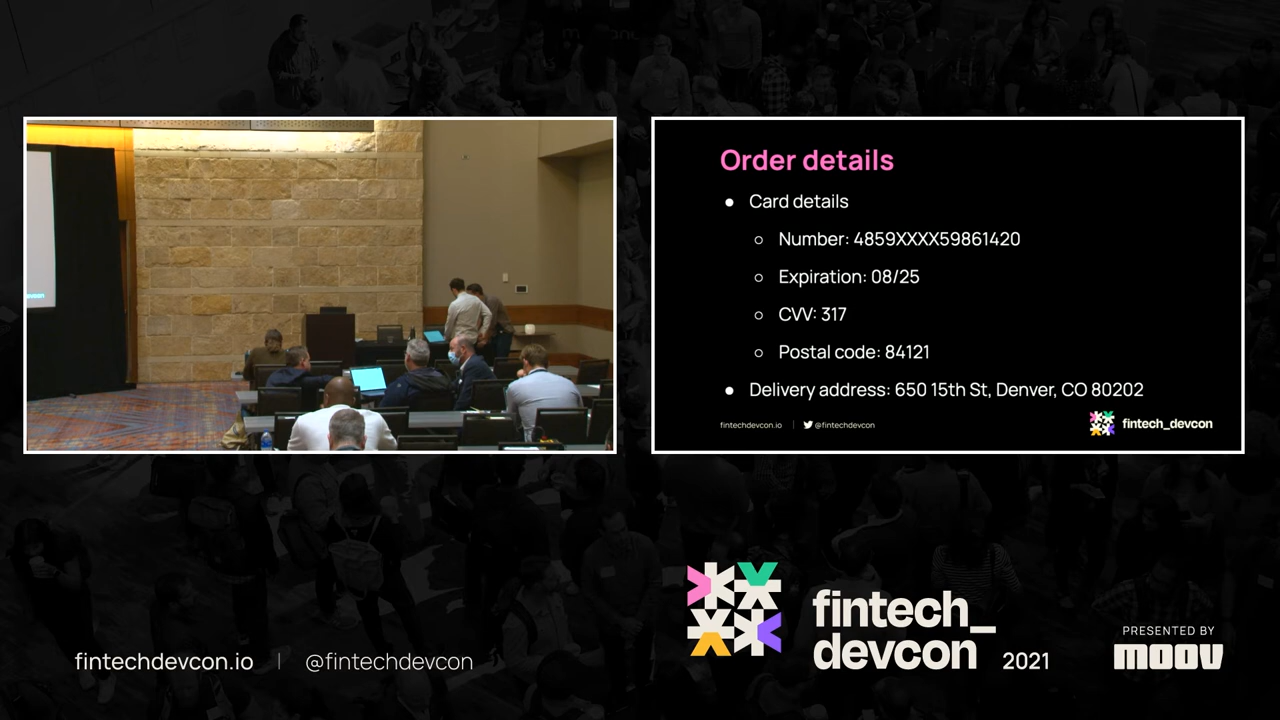 Order details
Card details
Number: 4859XXXX59861420
Expiration: 08/25
CVV: 317
Postal code: 84121
Delivery address: 650 15th St, Denver, CO 80202
fintechdevcon.io | @fintechdevcon
fintech_devcon
fintech_
devcon 2021
PRESENTED BY
moov
fintechdevcon.io | @fintechdevcon